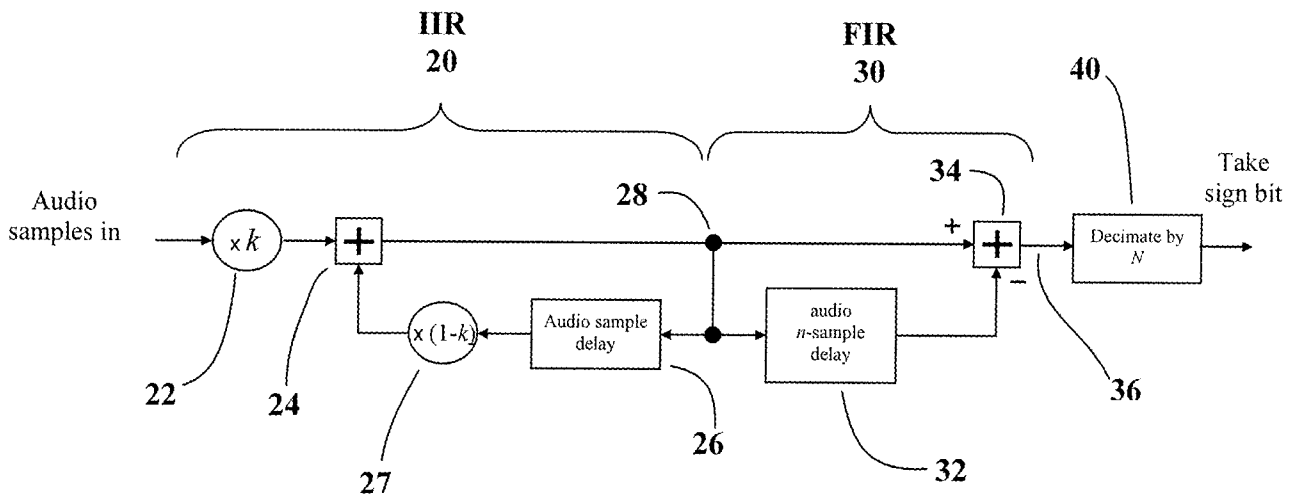 IIR
20
FIR
30
40
Audio
samples in
28
34
Take
sign bit
× k
+
+
+
−
Decimate by
N
× (1-k)
Audio sample
delay
audio
n-sample
delay
22
24
27
26
32
36